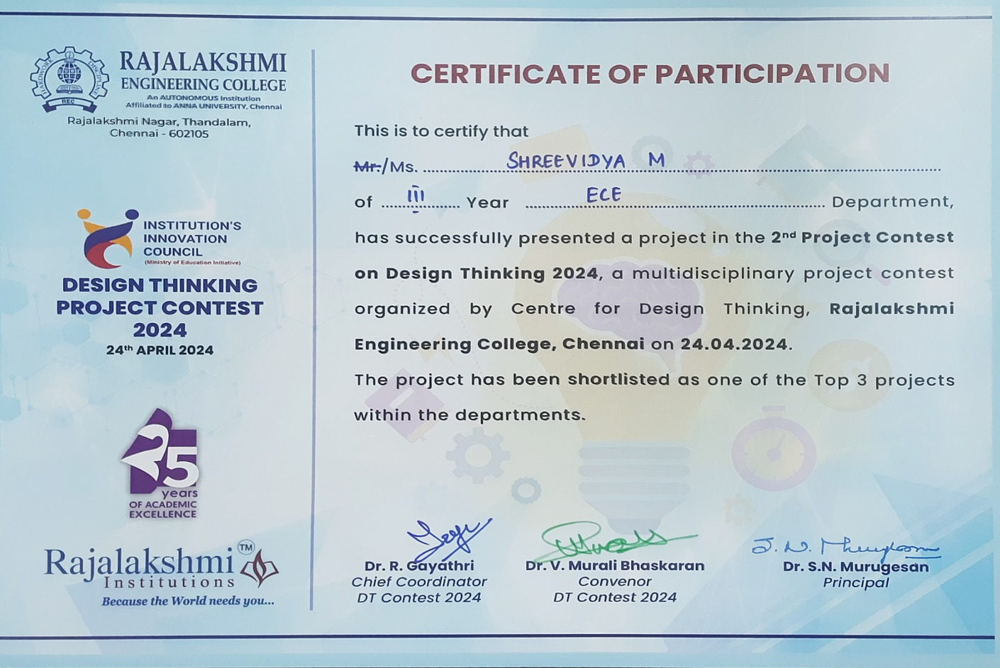 HARDWORK DISCIPLINE
REC
RAJALAKSHMI
ENGINEERING COLLEGE
An AUTONOMOUS Institution
Affiliated to ANNA UNIVERSITY, Chennai
Rajalakshmi Nagar, Thandalam,
Chennai - 602105
INSTITUTION'S
INNOVATION
COUNCIL
(Ministry of Education Initiative)
DESIGN THINKING
PROJECT CONTEST
2024
24th APRIL 2024
25
years
OF ACADEMIC
EXCELLENCE
Rajalakshmi TM
Institutions
Because the World needs you...
CERTIFICATE OF PARTICIPATION
This is to certify that
Mr./Ms. SHREEVIDYA M
of III Year ECE Department,
has successfully presented a project in the 2nd Project Contest
on Design Thinking 2024, a multidisciplinary project contest
organized by Centre for Design Thinking, Rajalakshmi
Engineering College, Chennai on 24.04.2024.
The project has been shortlisted as one of the Top 3 projects
within the departments.
Dr. R. Gayathri
Chief Coordinator
DT Contest 2024
Dr. V. Murali Bhaskaran
Convenor
DT Contest 2024
Dr. S.N. Murugesan
Principal